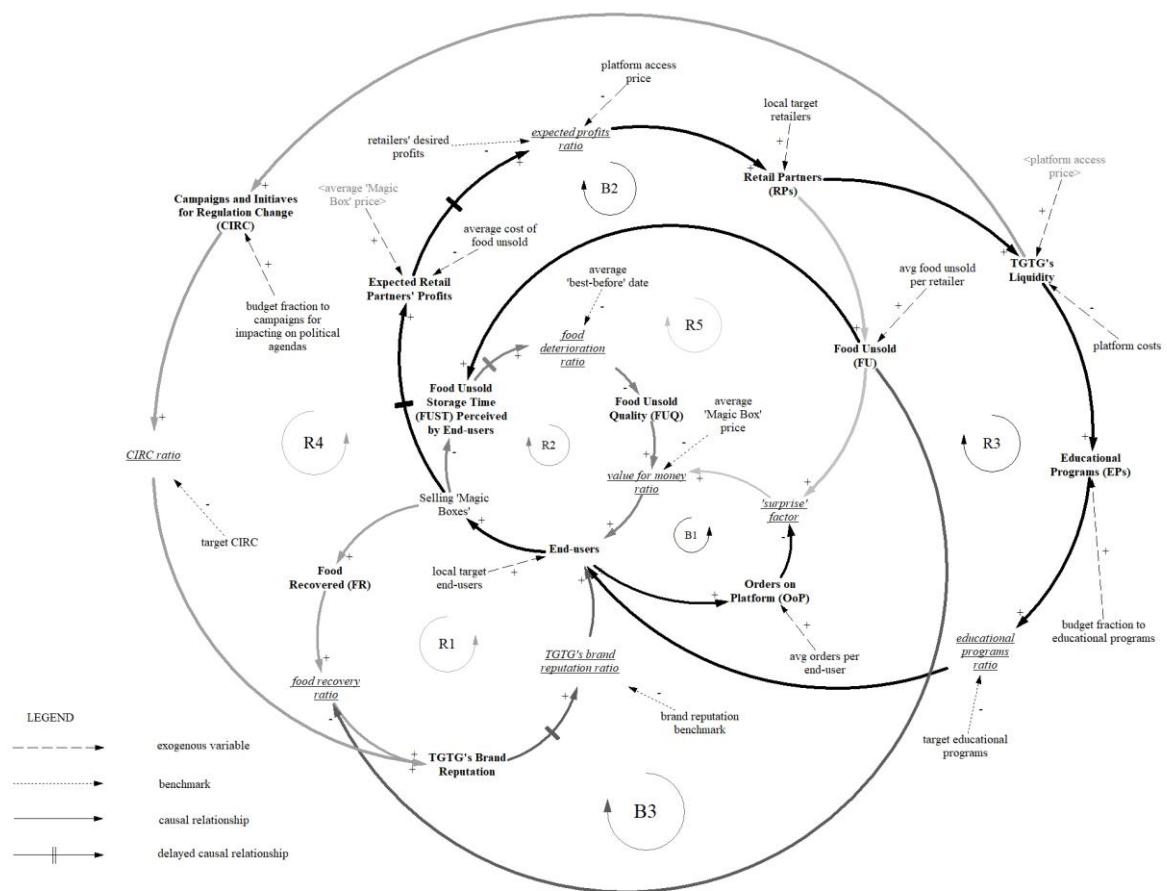 platform access
price
-
retailers' desired
profits
-
expected profits
ratio
+
local target
retailers
+
+
Retail Partners
(RPs)
B2
<platform access
price>
+
+
TGTG's
Liquidity
-
platform costs
+
Campaigns and Initiaves
for Regulation Change
(CIRC)
+
budget fraction to
campaigns for
impacting on political
agendas
<average 'Magic
Box' price>
+
average cost of
food unsold
-
Expected Retail
Partners' Profits
+
average
'best-before' date
-
R5
avg food unsold
per retailer
+
+
Food Unsold
(FU)
food
deterioration
ratio
+
+
Food Unsold
Storage Time
(FUST) Perceived
by End-users
-
-
Food Unsold
Quality (FUQ)
average
'Magic Box'
price
-
R2
R4
R3
+
CIRC ratio
-
target CIRC
+
value for money
ratio
+
+
Educational
Programs (EPs)
Selling 'Magic
Boxes'
+
+
'surprise'
factor
-
B1
+
End-users
local target
end-users
+
+
Food
Recovered (FR)
+
+
Orders on
Platform (OoP)
+
avg orders per
end-user
+
budget fraction to
educational programs
+
educational
programs
ratio
-
target educational
programs
R1
+
TGTG's brand
reputation ratio
+
-
brand reputation
benchmark
+
food recovery
ratio
-
+
+
TGTG's Brand
Reputation
B3
LEGEND
exogenous variable
benchmark
causal relationship
delayed causal relationship